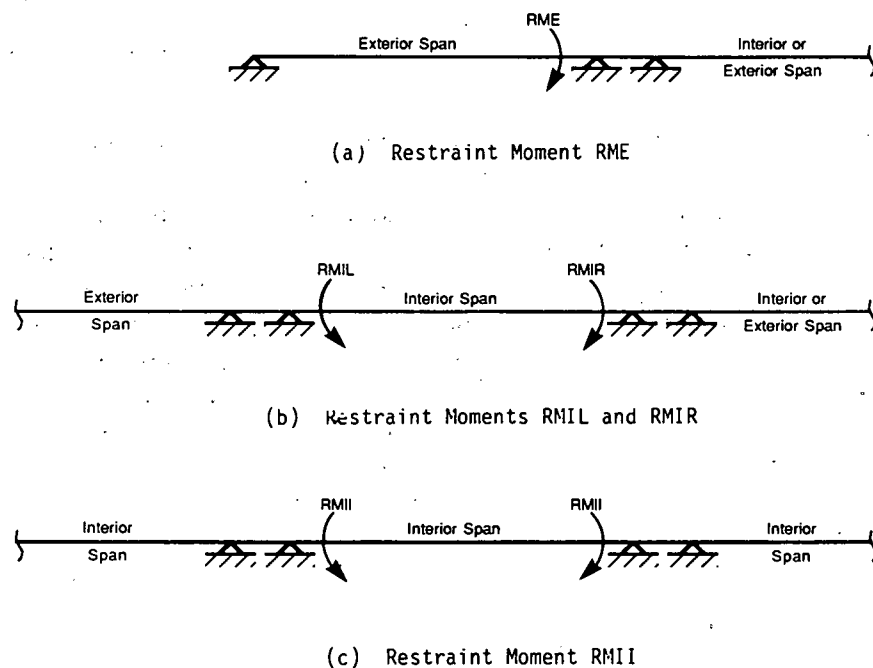 RME
Exterior Span
Interior or
Exterior Span
(a) Restraint Moment RME
RMIL
RMIR
Exterior
Span
Interior Span
Interior or
Exterior Span
(b) Restraint Moments RMIL and RMIR
RMII
RMII
Interior
Span
Interior Span
Interior
Span
(c) Restraint Moment RMII